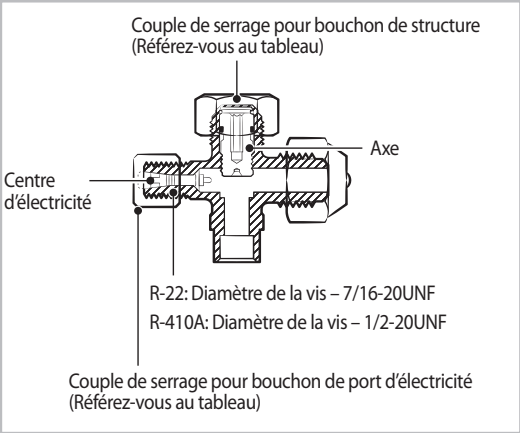 Couple de serrage pour bouchon de structure
(Référez-vous au tableau)
Axe
Centre
d’électricité
R-22: Diamètre de la vis – 7/16-20UNF
R-410A: Diamètre de la vis – 1/2-20UNF
Couple de serrage pour bouchon de port d’électricité
(Référez-vous au tableau)